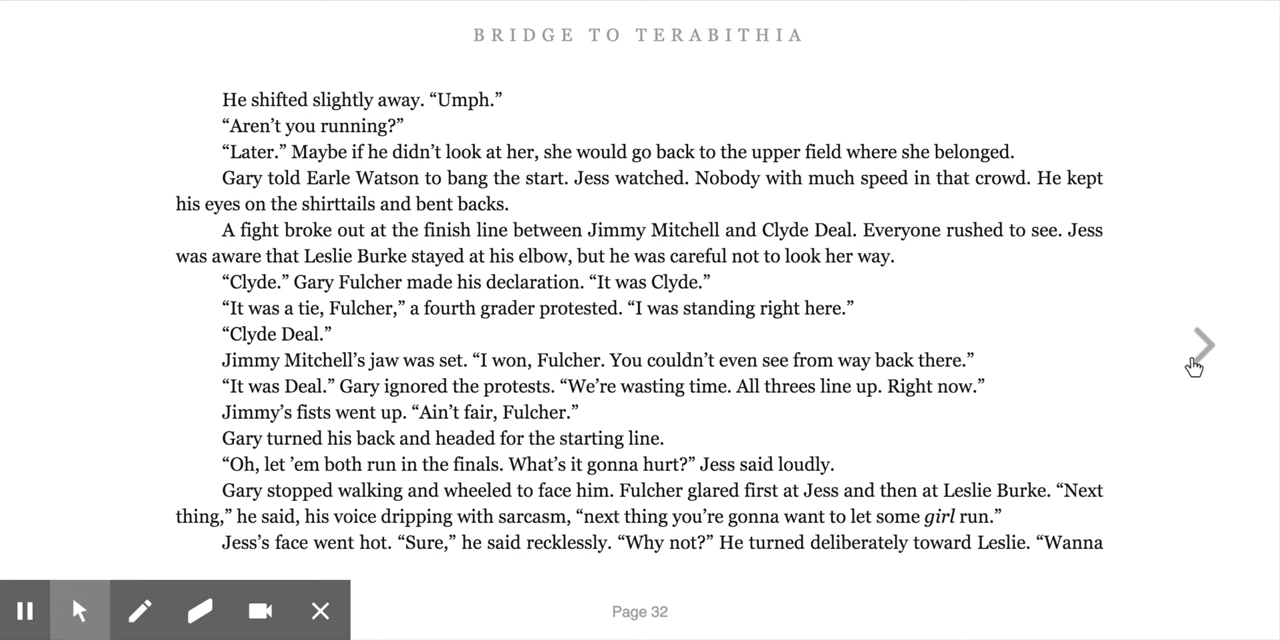 BRIDGE TO TERABITHIA
He shifted slightly away. “Umph.”
“Aren’t you running?”
“Later.” Maybe if he didn’t look at her, she would go back to the upper field where she belonged.
Gary told Earle Watson to bang the start. Jess watched. Nobody with much speed in that crowd. He kept
his eyes on the shirttails and bent backs.
A fight broke out at the finish line between Jimmy Mitchell and Clyde Deal. Everyone rushed to see. Jess
was aware that Leslie Burke stayed at his elbow, but he was careful not to look her way.
“Clyde.” Gary Fulcher made his declaration. “It was Clyde.”
“It was a tie, Fulcher,” a fourth grader protested. “I was standing right here.”
“Clyde Deal.”
Jimmy Mitchell’s jaw was set. “I won, Fulcher. You couldn’t even see from way back there.”
“It was Deal.” Gary ignored the protests. “We’re wasting time. All threes line up. Right now.”
Jimmy’s fists went up. “Ain’t fair, Fulcher.”
Gary turned his back and headed for the starting line.
“Oh, let ’em both run in the finals. What’s it gonna hurt?” Jess said loudly.
Gary stopped walking and wheeled to face him. Fulcher glared first at Jess and then at Leslie Burke. “Next
thing,” he said, his voice dripping with sarcasm, “next thing you’re gonna want to let some girl run.”
Jess’s face went hot. “Sure,” he said recklessly. “Why not?” He turned deliberately toward Leslie. “Wanna
Page 32